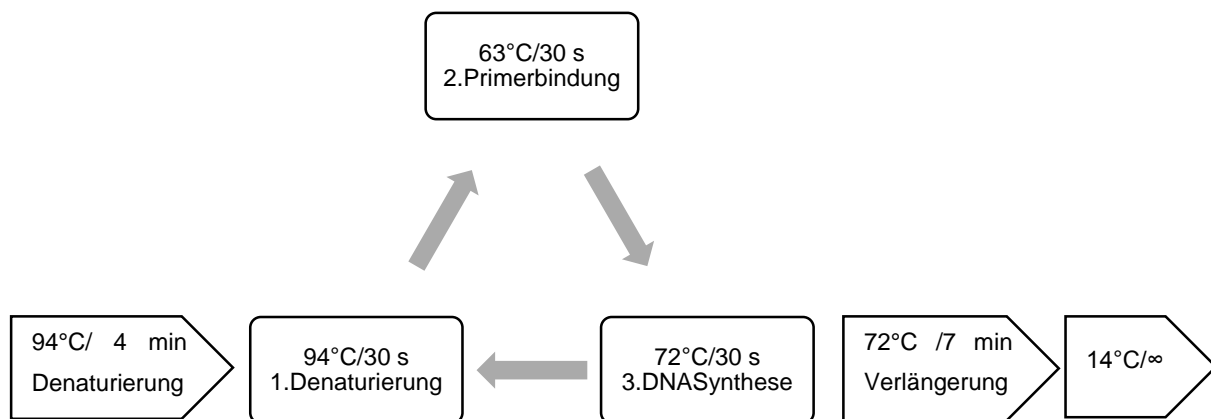 63°C/30 s
2.Primerbindung
94°C/ 4 min
Denaturierung
94°C/30 s
1.Denaturierung
72°C/30 s
3.DNASynthese
72°C /7 min
Verlängerung
14°C/∞